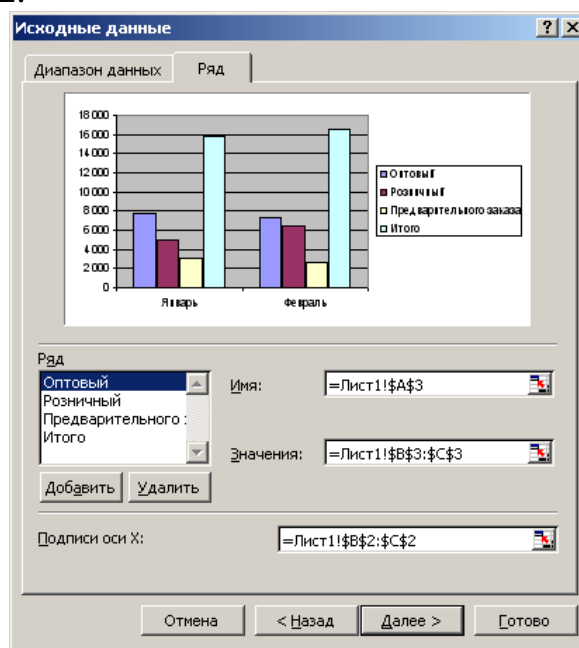 Исходные данные
Диапазон данных Ряд
18 000
16 000
14 000
12 000
10 000
8 000
6 000
4 000
2 000
0
Январь Февраль
Оптовый
Розничный
Предварительного заказа
Итого
Ряд
Оптовый
Розничный
Предварительного :
Итого
Имя: =Лист1!$A$3
Значения: =Лист1!$B$3:$C$3
Добавить Удалить
Подписи оси X: =Лист1!$B$2:$C$2
Отмена < Назад Далее > Готово